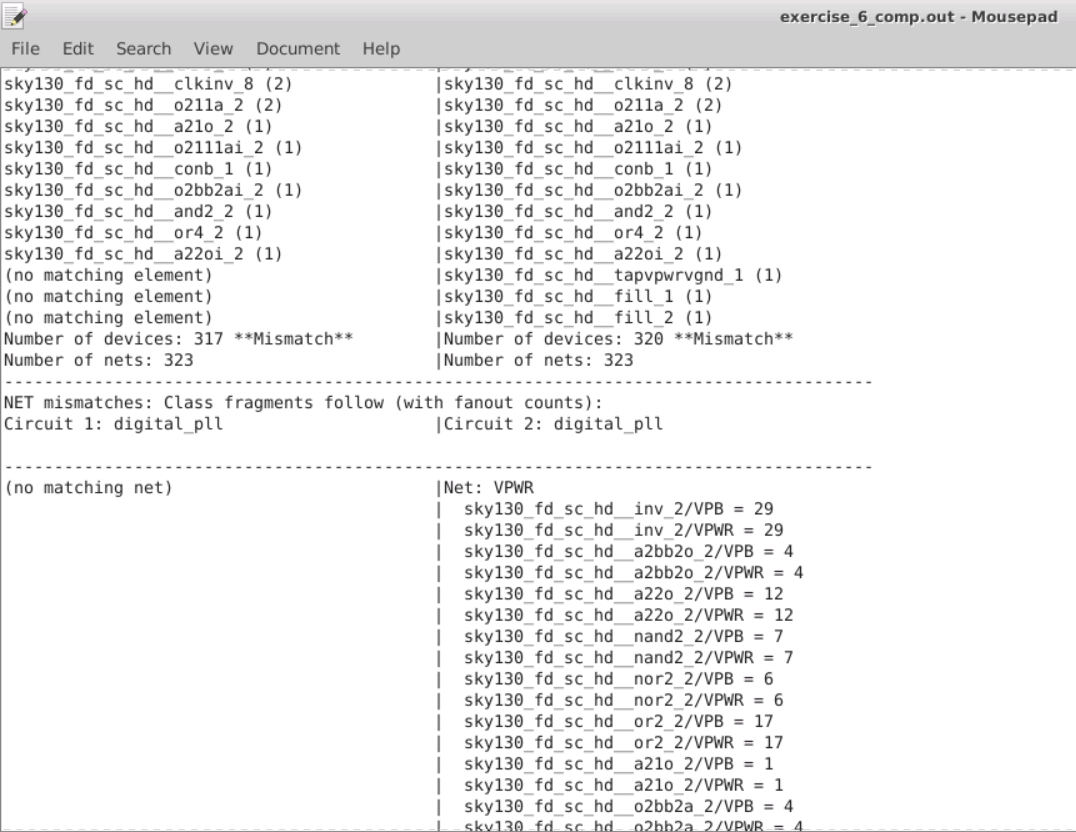 exercise_6_comp.out - Mousepad
File Edit Search View Document Help
sky130_fd_sc_hd__clkinv_8 (2) |sky130_fd_sc_hd__clkinv_8 (2)
sky130_fd_sc_hd__o211a_2 (2) |sky130_fd_sc_hd__o211a_2 (2)
sky130_fd_sc_hd__a21o_2 (1) |sky130_fd_sc_hd__a21o_2 (1)
sky130_fd_sc_hd__o2111ai_2 (1) |sky130_fd_sc_hd__o2111ai_2 (1)
sky130_fd_sc_hd__conb_1 (1) |sky130_fd_sc_hd__conb_1 (1)
sky130_fd_sc_hd__o2bb2ai_2 (1) |sky130_fd_sc_hd__o2bb2ai_2 (1)
sky130_fd_sc_hd__and2_2 (1) |sky130_fd_sc_hd__and2_2 (1)
sky130_fd_sc_hd__or4_2 (1) |sky130_fd_sc_hd__or4_2 (1)
sky130_fd_sc_hd__a22oi_2 (1) |sky130_fd_sc_hd__a22oi_2 (1)
(no matching element) |sky130_fd_sc_hd__tapvpwrvgnd_1 (1)
(no matching element) |sky130_fd_sc_hd__fill_1 (1)
(no matching element) |sky130_fd_sc_hd__fill_2 (1)
Number of devices: 317 **Mismatch** |Number of devices: 320 **Mismatch**
Number of nets: 323 |Number of nets: 323
---------------------------------------------------------------------------------------
NET mismatches: Class fragments follow (with fanout counts):
Circuit 1: digital_pll |Circuit 2: digital_pll
---------------------------------------------------------------------------------------
(no matching net) |Net: VPWR
| sky130_fd_sc_hd__inv_2/VPB = 29
| sky130_fd_sc_hd__inv_2/VPWR = 29
| sky130_fd_sc_hd__a2bb2o_2/VPB = 4
| sky130_fd_sc_hd__a2bb2o_2/VPWR = 4
| sky130_fd_sc_hd__a22o_2/VPB = 12
| sky130_fd_sc_hd__a22o_2/VPWR = 12
| sky130_fd_sc_hd__nand2_2/VPB = 7
| sky130_fd_sc_hd__nand2_2/VPWR = 7
| sky130_fd_sc_hd__nor2_2/VPB = 6
| sky130_fd_sc_hd__nor2_2/VPWR = 6
| sky130_fd_sc_hd__or2_2/VPB = 17
| sky130_fd_sc_hd__or2_2/VPWR = 17
| sky130_fd_sc_hd__a21o_2/VPB = 1
| sky130_fd_sc_hd__a21o_2/VPWR = 1
| sky130_fd_sc_hd__o2bb2a_2/VPB = 4
| sky130_fd_sc_hd__o2bb2a_2/VPWR = 4